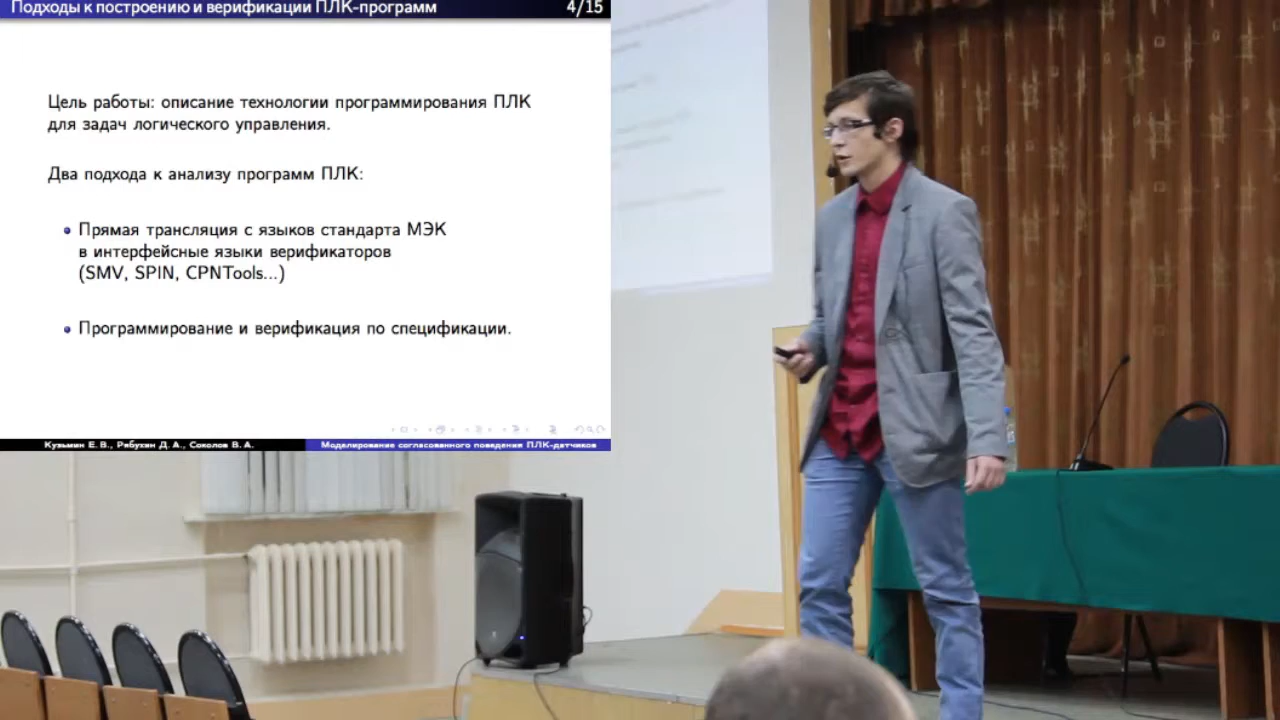 Подходы к построению и верификации ПЛК-программ 4/15
Цель работы: описание технологии программирования ПЛК
для задач логического управления.
Два подхода к анализу программ ПЛК:
Прямая трансляция с языков стандарта МЭК
в интерфейсные языки верификаторов
(SMV, SPIN, CPNTools...)
Программирование и верификация по спецификации.
Кузьмин Е. В., Рябухин Д. А., Соколов В. А. Моделирование согласованного поведения ПЛК-датчиков